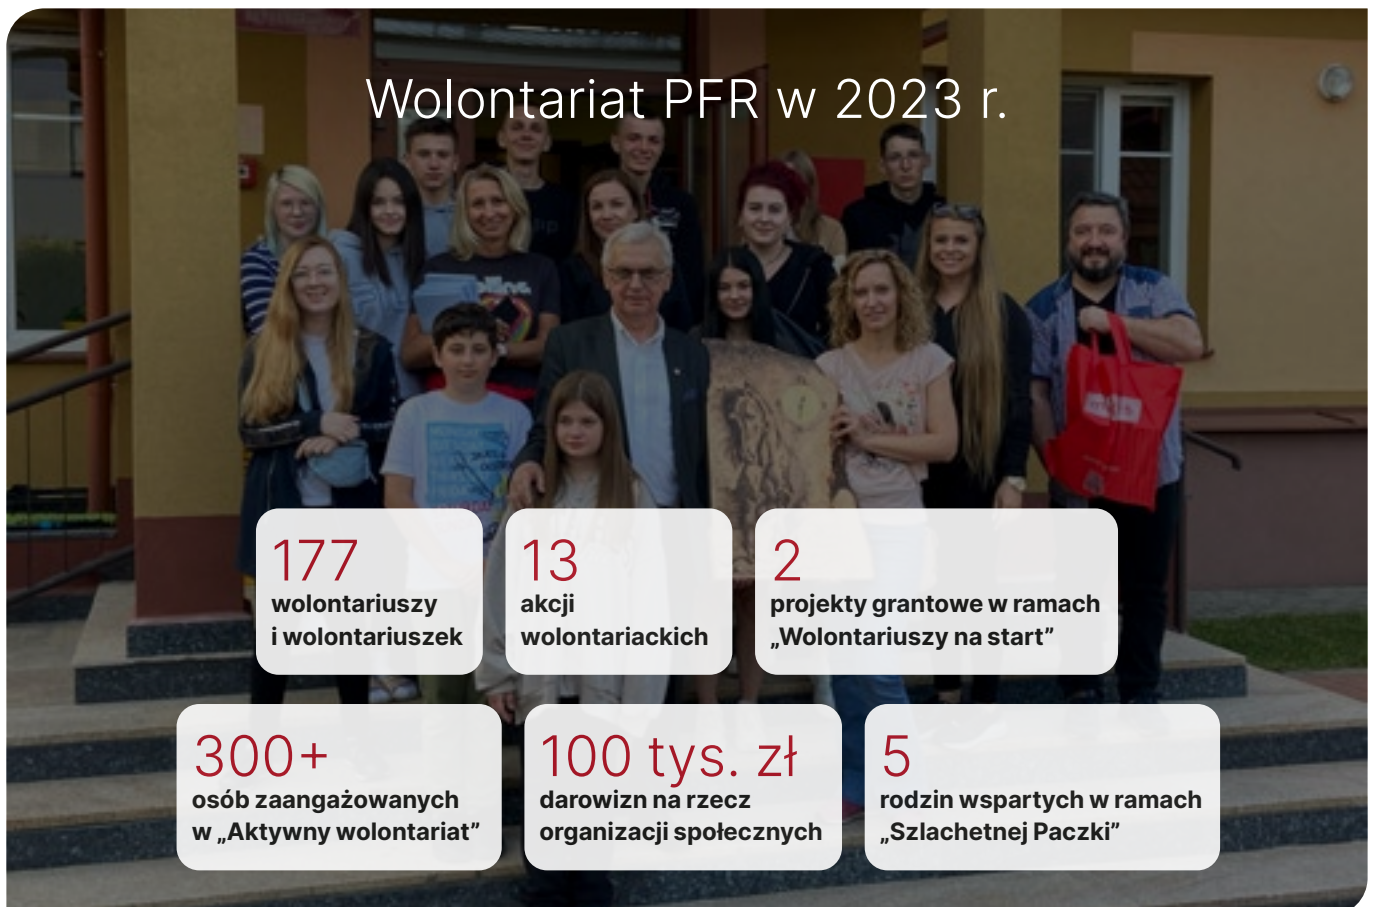 Wolontariat PFR w 2023 r.
177
wolontariuszy
i wolontariuszek
13
akcji
wolontariackich
2
projekty grantowe w ramach
„Wolontariuszy na start”
300+
osób zaangażowanych
w „Aktywny wolontariat”
100 tys. zł
darowizn na rzecz
organizacji społecznych
5
rodzin wspartych w ramach
„Szlachetnej Paczki”